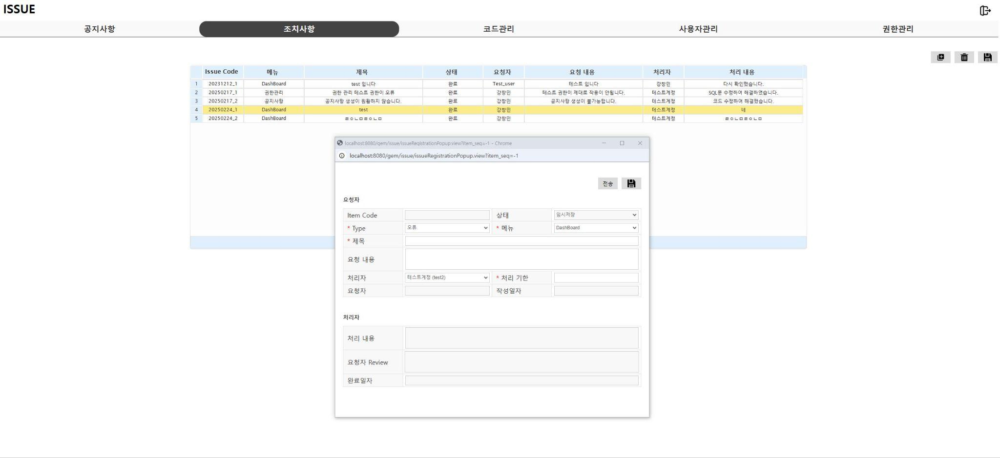 ISSUE
공지사항 조치사항 코드관리 사용자관리 권한관리
Issue Code 메뉴 제목 상태 요청자 요청 내용 처리자 처리 내용
1 20231212_1 DashBoard test 입니다 완료 Test_user 테스트 입니다 강창민 다시 확인했습니다.
2 20250217_1 권한관리 권한 관리 테스트 권한이 오류 완료 강창민 테스트 권한이 제대로 작용이 안됩니다. 테스트계정 SQL문 수정하여 해결하였습니다.
3 20250217_2 공지사항 공지사항 생성이 원활하지 않습니다. 완료 강창민 공지사항 생성이 불가능합니다. 테스트계정 코드 수정하여 해결했습니다.
4 20250224_1 DashBoard test 완료 강창민 테스트계정 네
5 20250224_2 DashBoard ㄹㅇㄴㅁㄹㅇㄴㅁ 완료 강창민 테스트계정 ㄹㅇㄴㅁㄹㅇㄴㅁ
localhost:8080/gem/issue/issueRegistrationPopup.view?item_seq=-1 - Chrome
localhost:8080/gem/issue/issueRegistrationPopup.view?item_seq=-1
전송
요청자
Item Code 상태 임시저장
* Type 오류 * 메뉴 DashBoard
* 제목
요청 내용
처리자 테스트계정 (test2) * 처리 기한
요청자 작성일자
처리자
처리 내용
요청자 Review
완료일자